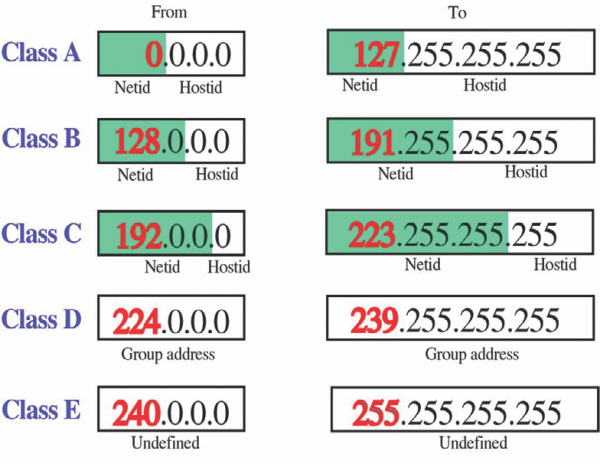 From To
Class A 0.0.0.0 127.255.255.255
Netid Hostid Netid Hostid
Class B 128.0.0.0 191.255.255.255
Netid Hostid Netid Hostid
Class C 192.0.0.0 223.255.255.255
Netid Hostid Netid Hostid
Class D 224.0.0.0 239.255.255.255
Group address Group address
Class E 240.0.0.0 255.255.255.255
Undefined Undefined